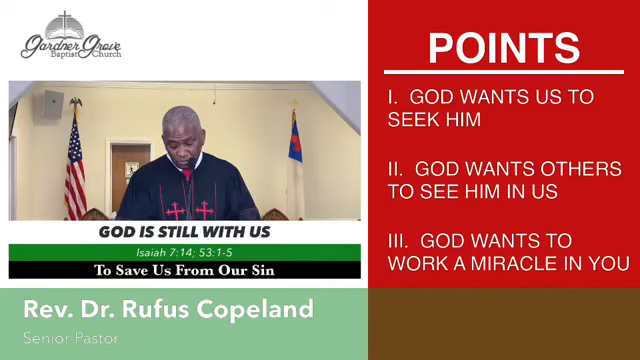 Gardner Grove
Baptist Church
GOD IS STILL WITH US
Isaiah 7:14; 53:1-5
To Save Us From Our Sin
Rev. Dr. Rufus Copeland
Senior Pastor
POINTS
I. GOD WANTS US TO
SEEK HIM
II. GOD WANTS OTHERS
TO SEE HIM IN US
III. GOD WANTS TO
WORK A MIRACLE IN YOU